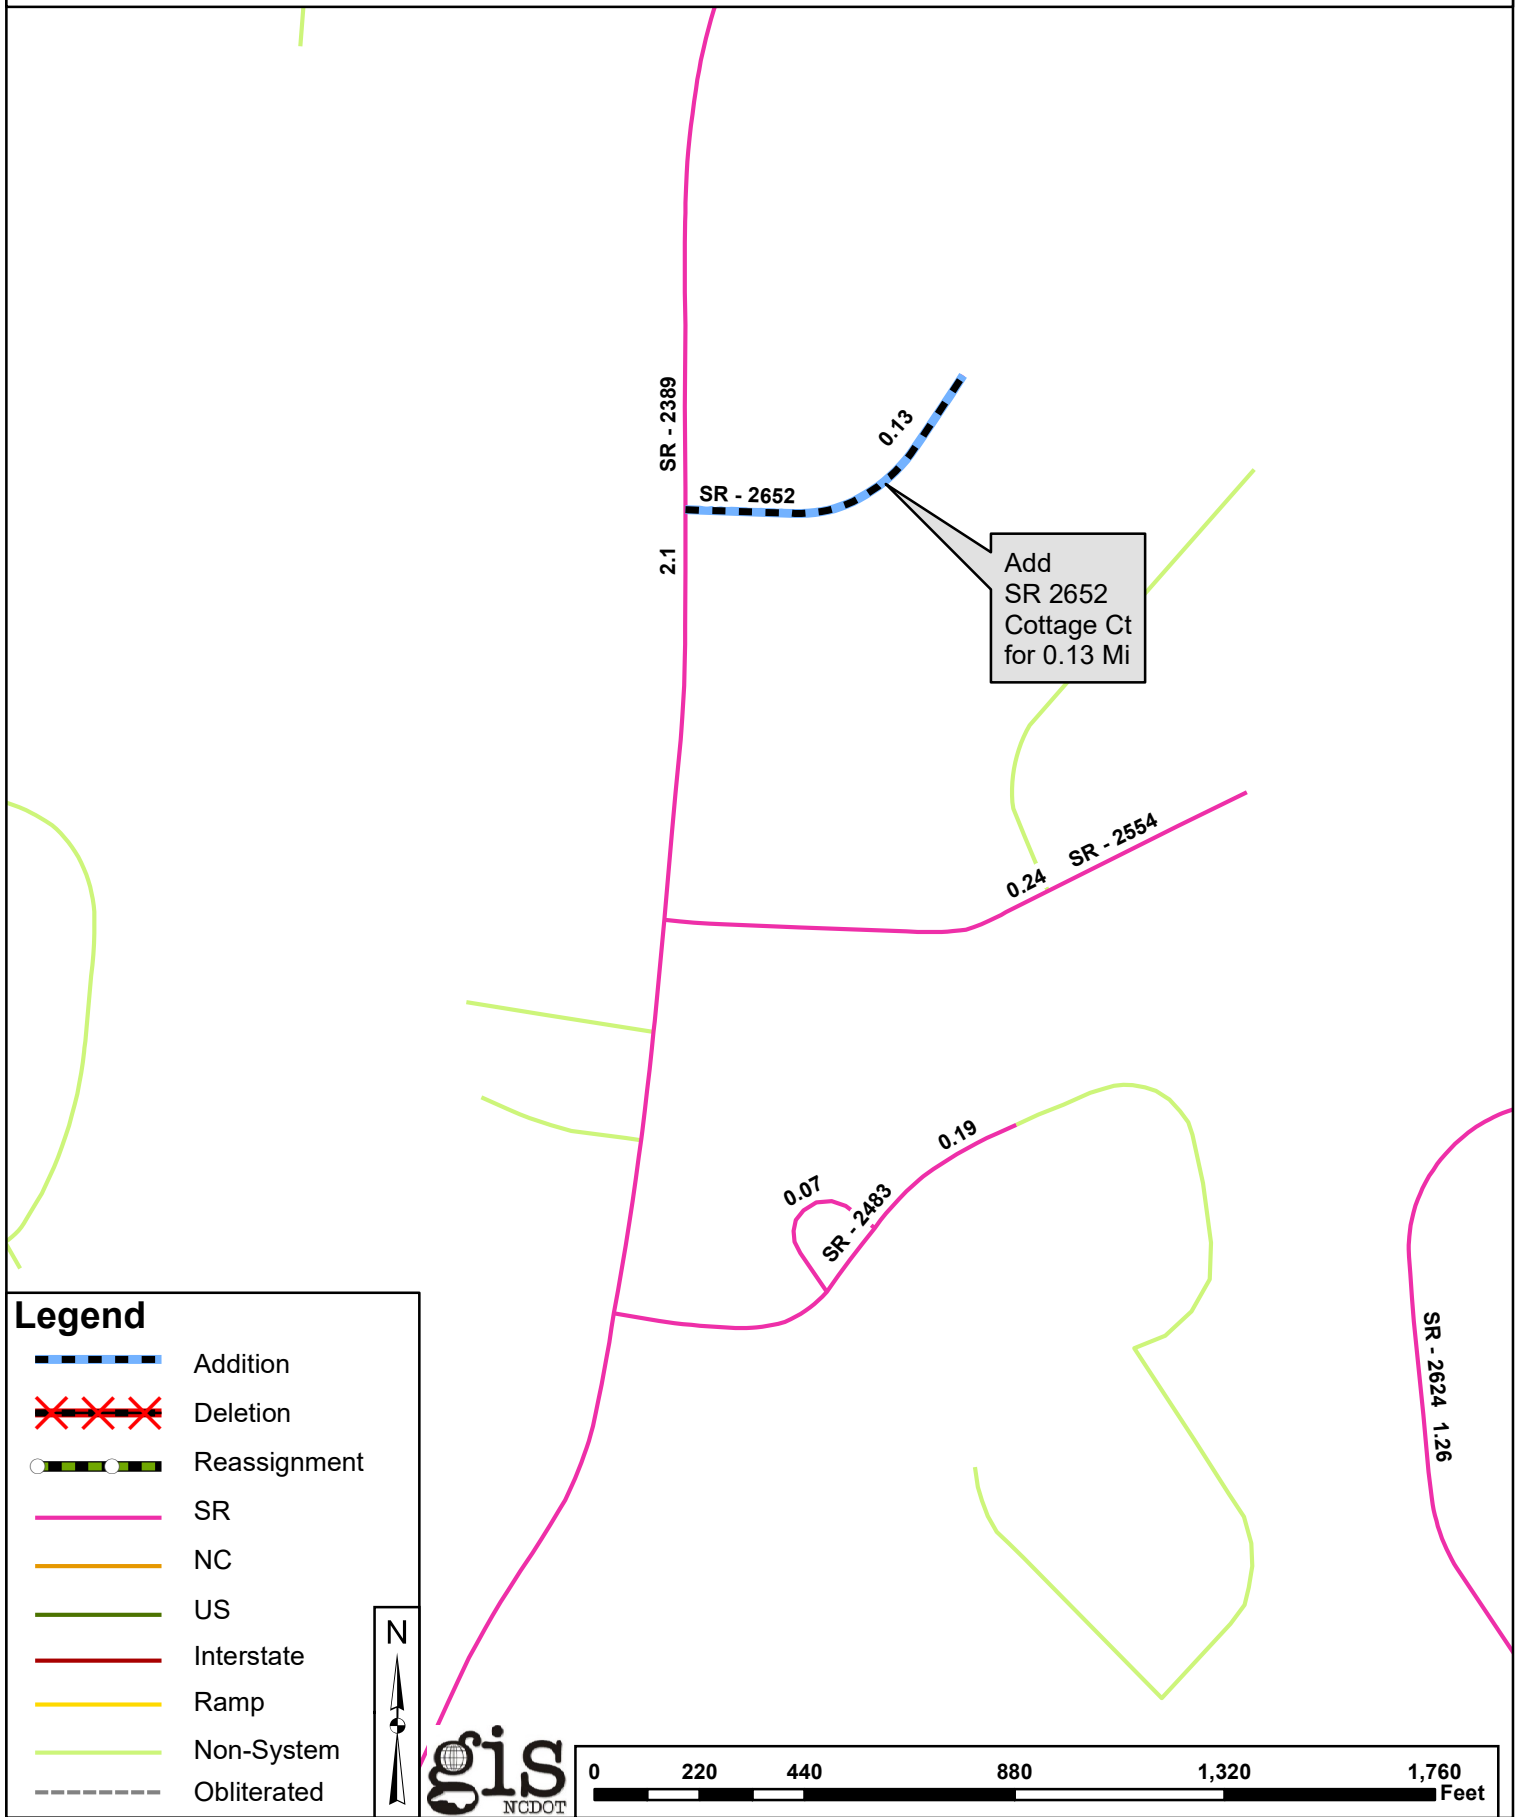 SR - 2389
0.13
SR - 2652
2.1
Add
SR 2652
Cottage Ct
for 0.13 Mi
SR - 2554
0.24
0.19
0.07
SR - 2483
SR - 2624 1.26
Legend
Addition
Deletion
Reassignment
SR
NC
US
Interstate
Ramp
Non-System
Obliterated
N
gis
NCDOT
0 220 440 880 1,320 1,760
Feet